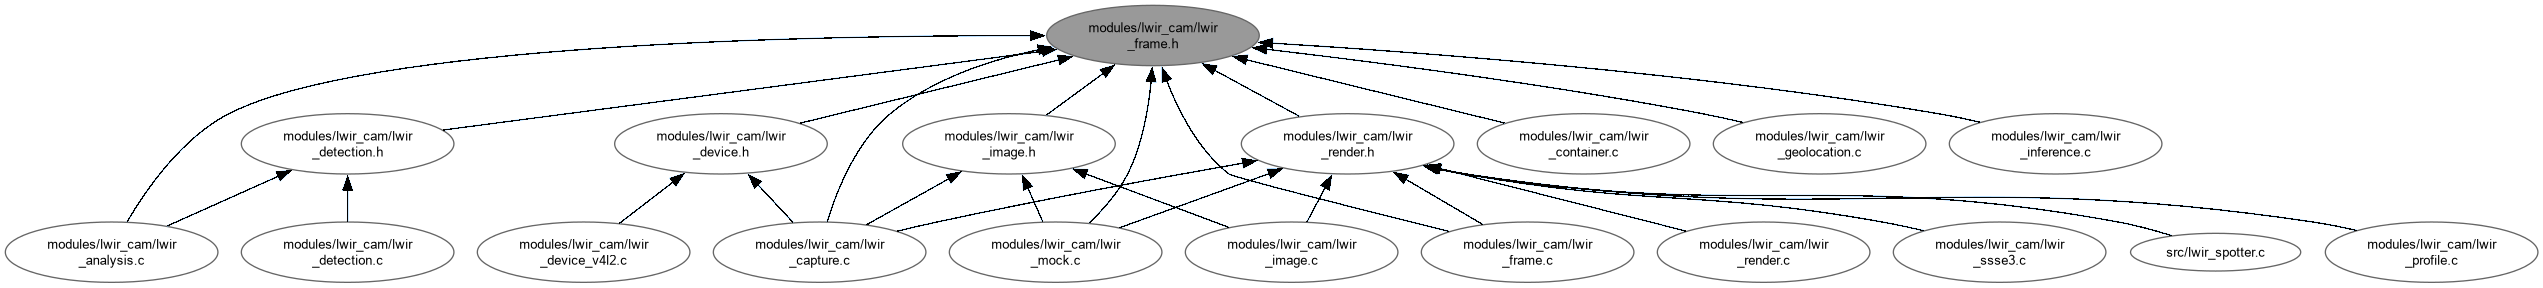 modules/lwir_cam/lwir
_frame.h
modules/lwir_cam/lwir
_detection.h
modules/lwir_cam/lwir
_device.h
modules/lwir_cam/lwir
_image.h
modules/lwir_cam/lwir
_render.h
modules/lwir_cam/lwir
_container.c
modules/lwir_cam/lwir
_geolocation.c
modules/lwir_cam/lwir
_inference.c
modules/lwir_cam/lwir
_analysis.c
modules/lwir_cam/lwir
_detection.c
modules/lwir_cam/lwir
_device_v4l2.c
modules/lwir_cam/lwir
_capture.c
modules/lwir_cam/lwir
_mock.c
modules/lwir_cam/lwir
_image.c
modules/lwir_cam/lwir
_frame.c
modules/lwir_cam/lwir
_render.c
modules/lwir_cam/lwir
_ssse3.c
src/lwir_spotter.c
modules/lwir_cam/lwir
_profile.c